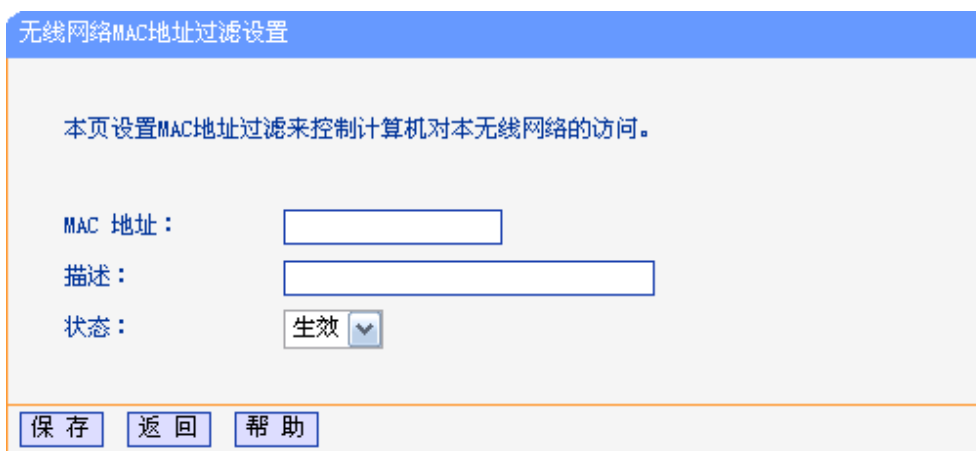 无线网络MAC地址过滤设置
本页设置MAC地址过滤来控制计算机对本无线网络的访问。
MAC 地址：
描述：
状态： 生效
保 存 返 回 帮 助